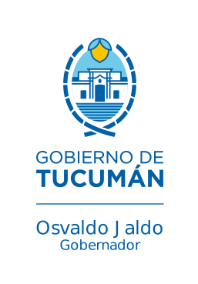 GOBIERNO DE
TUCUMÁN
Osvaldo Jaldo
Gobernador